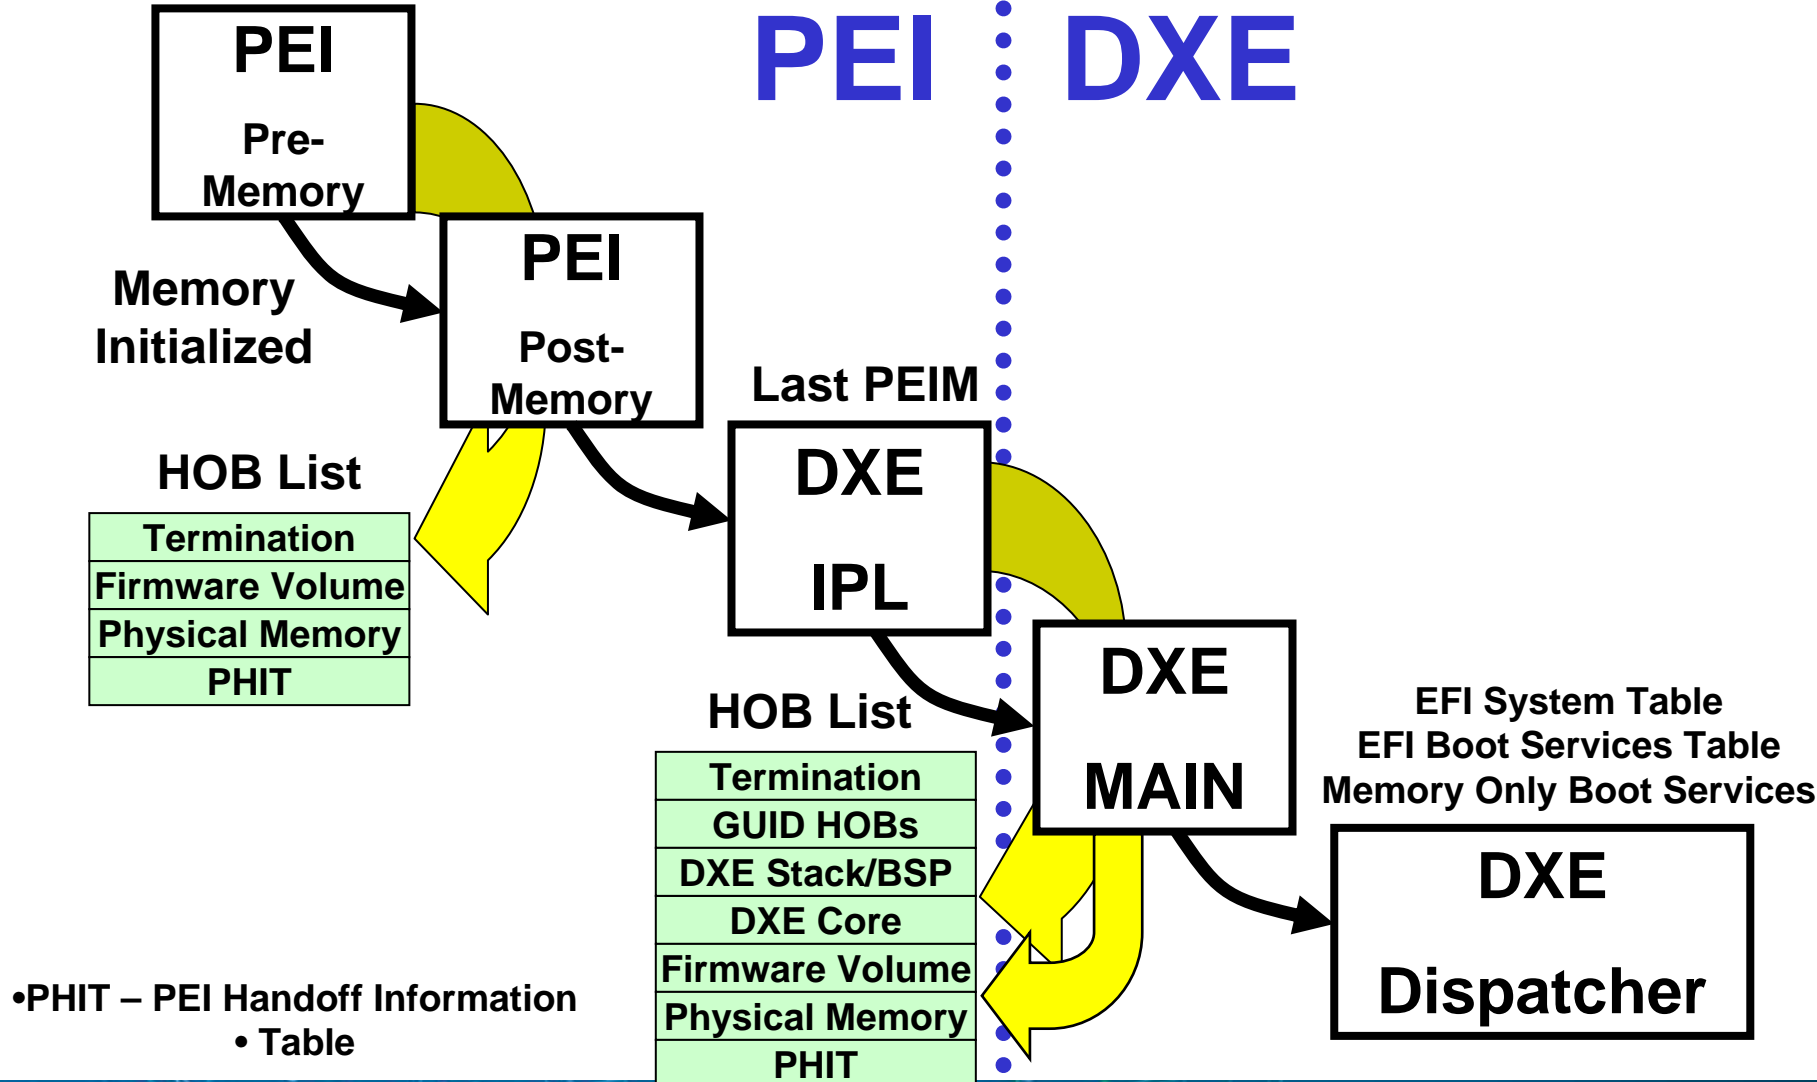 PEI
DXE
PEI
Pre-
Memory
Memory
Initialized
PEI
Post-
Memory
Last PEIM
DXE
IPL
HOB List
Termination
Firmware Volume
Physical Memory
PHIT
DXE
MAIN
HOB List
Termination
GUID HOBs
DXE Stack/BSP
DXE Core
Firmware Volume
Physical Memory
PHIT
EFI System Table
EFI Boot Services Table
Memory Only Boot Services
DXE
Dispatcher
•PHIT – PEI Handoff Information
• Table